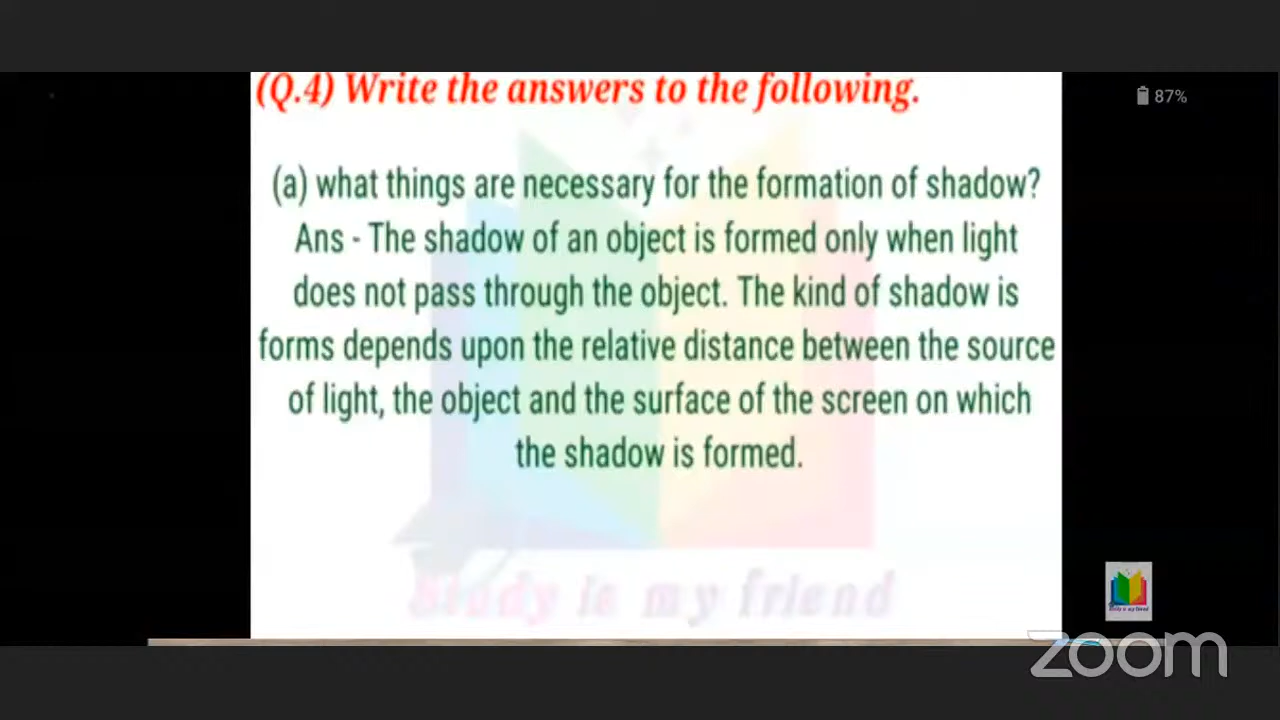 (Q.4) Write the answers to the following.
87%
(a) what things are necessary for the formation of shadow?
Ans - The shadow of an object is formed only when light
does not pass through the object. The kind of shadow is
forms depends upon the relative distance between the source
of light, the object and the surface of the screen on which
the shadow is formed.
Study is my friend
zoom